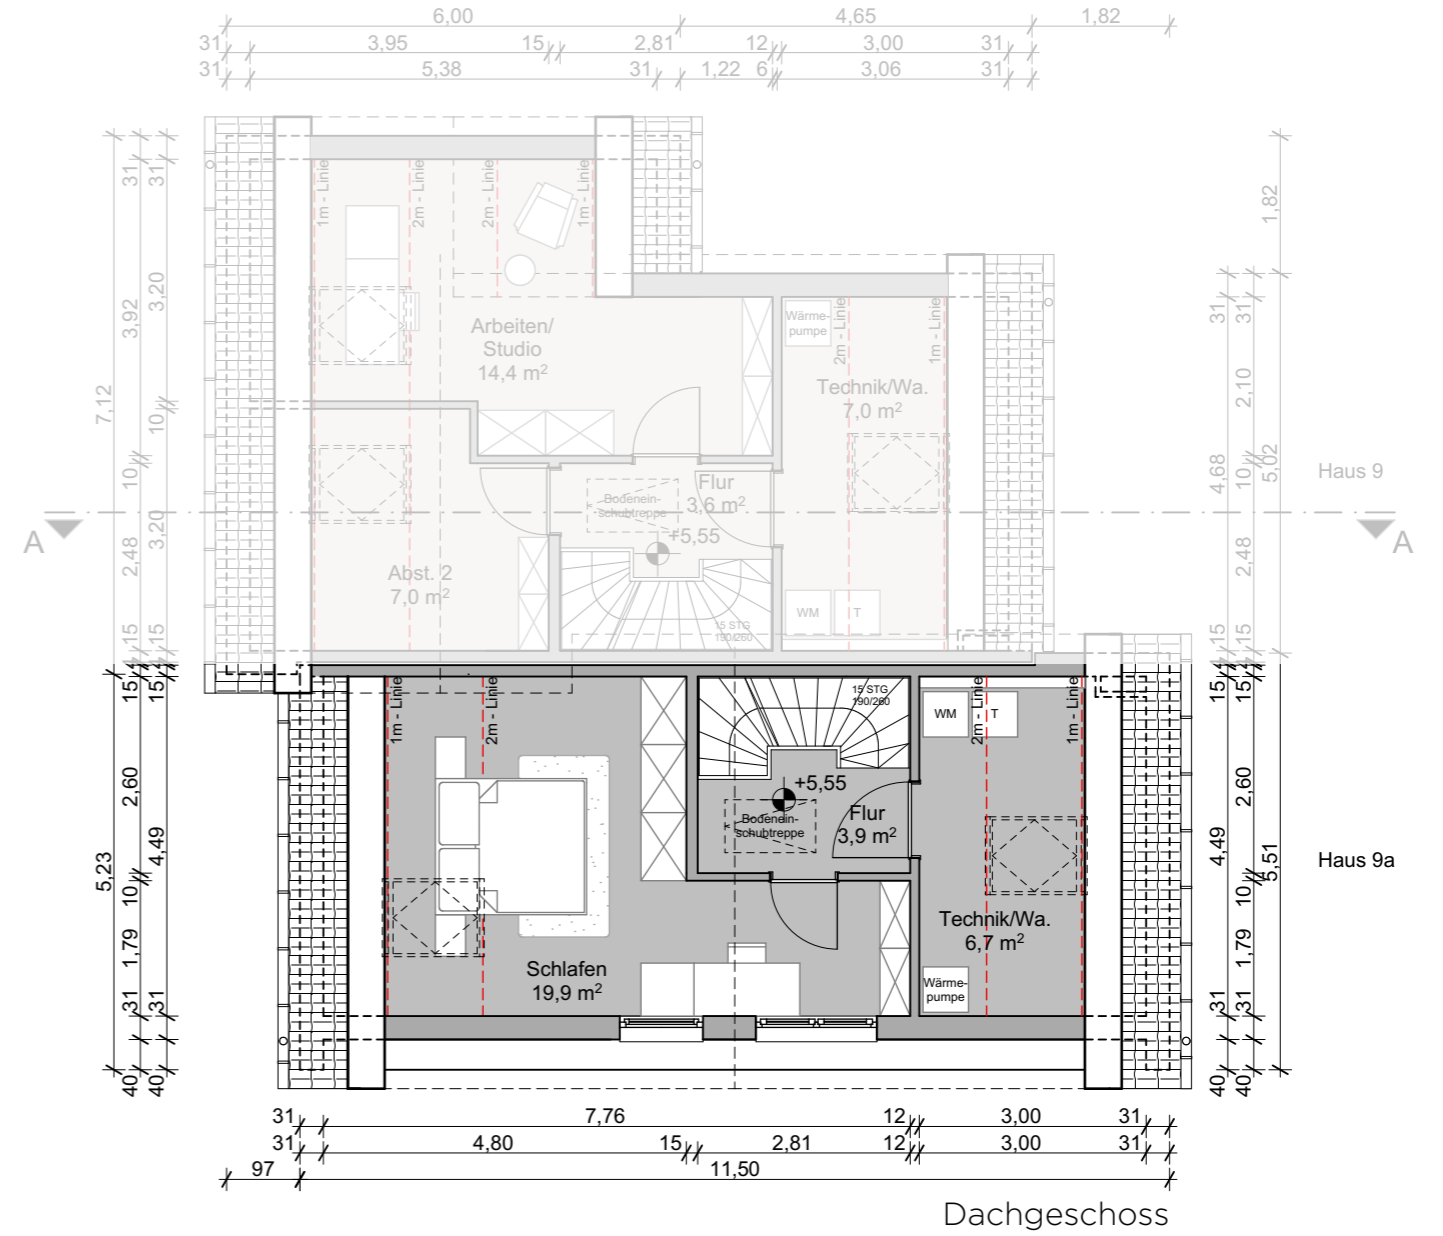 6,00 4,65 1,82
31 3,95 15 2,81 12 3,00 31
31 5,38 31 1,22 6 3,06 31
7,12
31 3,92 10 2,48 15
31 3,20 10 3,20 15
1m - Linie
2m - Linie
2m - Linie
1m - Linie
Arbeiten/
Studio
14,4 m²
Wärme-
pumpe
2m - Linie
1m - Linie
Technik/Wa.
7,0 m²
Flur
3,6 m²
Bodenein-
schubtreppe
+5,55
Abst. 2
7,0 m²
15 STG
190/260
WM
T
1,82
31 4,68 15
31 2,10 10 2,48 15
5,02
Haus 9
A
A
5,23
15 2,60 10 1,79 31 40
15 4,49 31 40
1m - Linie
2m - Linie
15 STG
190/260
WM
T
2m - Linie
1m - Linie
+5,55
Bodenein-
schubtreppe
Flur
3,9 m²
Technik/Wa.
6,7 m²
Schlafen
19,9 m²
Wärme-
pumpe
15 4,49 31 40
15 2,60 10 1,79 31 40
5,51
Haus 9a
31 7,76 12 3,00 31
31 4,80 15 2,81 12 3,00 31
97 11,50
Dachgeschoss